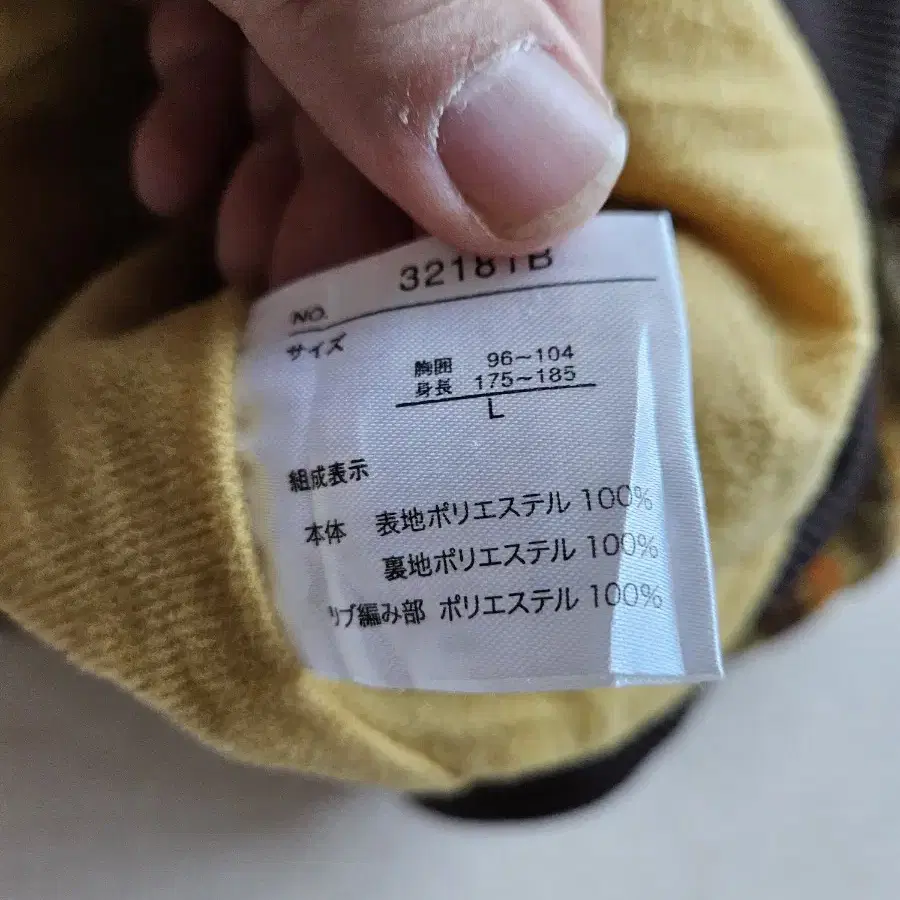 NO. 32181B
サイズ
胸囲 96~104
身長 175~185
L
組成表示
本体 表地ポリエステル 100%
裏地ポリエステル 100%
リブ編み部 ポリエステル 100%